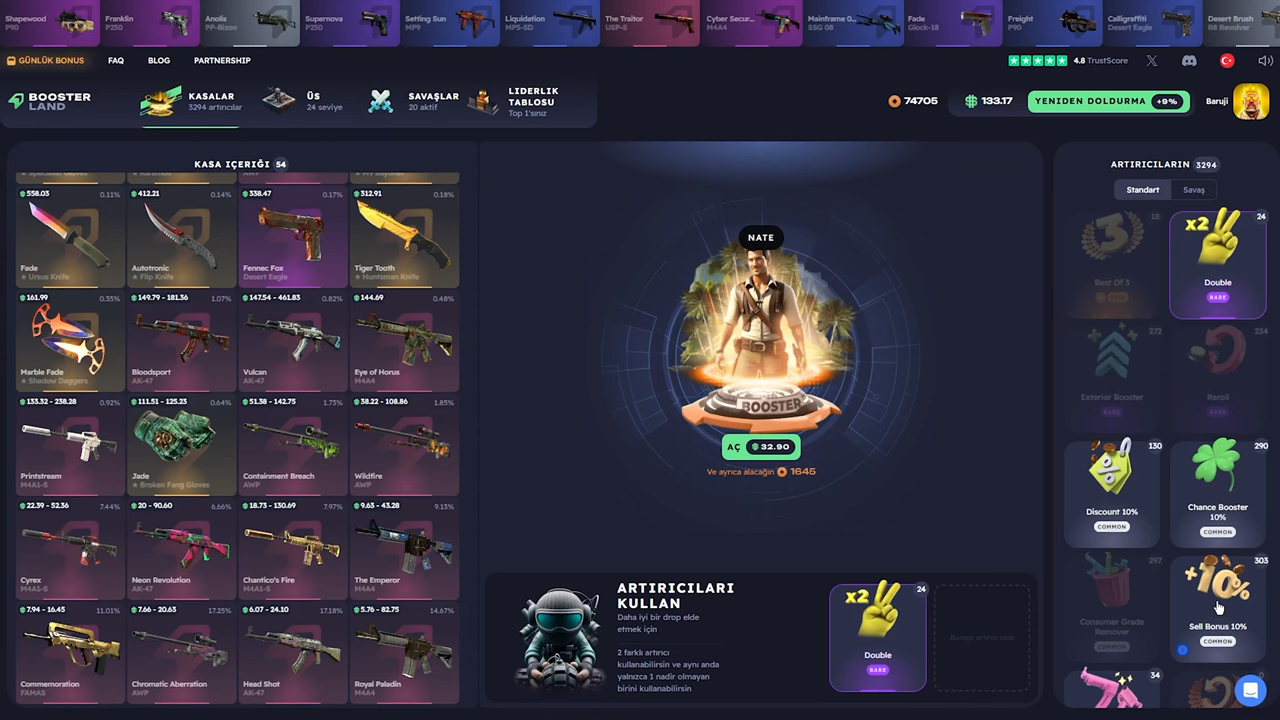 Shapewood
Franklin
P250
Anolis
PP-Bizon
Supernova
P250
Setting Sun
MP9
Liquidation
MP5-SD
The Traitor
USP-S
Cyber Secur...
M4A4
Mainframe 0...
SSG 08
Fade
Glock-18
Freight
P90
Calligraffiti
Desert Eagle
Desert Brush
R8 Revolver
GÜNLÜK BONUS
FAQ
BLOG
PARTNERSHIP
4.8 TrustScore
BOOSTER
LAND
KASALAR
3294 artırıcılar
ÜS
24 seviye
SAVAŞLAR
20 aktif
LIDERLIK
TABLOSU
Top 1'sınız
74705
133.17
YENIDEN DOLDURMA +9%
Baruji
KASA IÇERIĞI 54
558.03 0.11%
Fade
★ Ursus Knife
412.21 0.14%
Autotronic
★ Flip Knife
338.47 0.17%
Fennec Fox
Desert Eagle
312.91 0.18%
Tiger Tooth
★ Huntsman Knife
161.99 0.35%
Marble Fade
★ Shadow Daggers
149.79 - 181.36 1.07%
Bloodsport
AK-47
147.54 - 461.83 0.82%
Vulcan
AK-47
144.69 0.48%
Eye of Horus
M4A4
133.32 - 238.28 0.92%
Printstream
M4A1-S
111.51 - 125.23 0.64%
Jade
★ Broken Fang Gloves
51.38 - 142.75 1.73%
Containment Breach
AWP
38.22 - 108.86 1.85%
Wildfire
AWP
22.39 - 52.36 7.44%
Cyrex
M4A1-S
20 - 90.60 6.66%
Neon Revolution
AK-47
18.73 - 130.69 7.97%
Chantico's Fire
M4A1-S
9.63 - 43.28 9.13%
The Emperor
M4A4
7.94 - 16.45 11.01%
Commemoration
FAMAS
7.66 - 20.63 17.25%
Chromatic Aberration
AWP
6.07 - 24.10 17.18%
Head Shot
AK-47
5.76 - 82.75 14.67%
Royal Paladin
M4A4
NATE
BOOSTER
AÇ 32.90
Ve ayrıca alacağın 1645
ARTIRICILARI
KULLAN
Daha iyi bir drop elde
etmek için
2 farklı artırıcı
kullanabilirsin ve aynı anda
yalnızca 1 nadir olmayan
birini kullanabilirsin
24
x2
Double
RARE
Buraya artırıcı ekle
ARTIRICILARIN 3294
Standart
Savaş
18
3
Best Of 3
24
x2
Double
RARE
272
Exterior Booster
RARE
254
Reroll
RARE
130
%
Discount 10%
COMMON
290
Chance Booster
10%
COMMON
297
Consumer Grade
Remover
COMMON
303
+10%
Sell Bonus 10%
COMMON
34